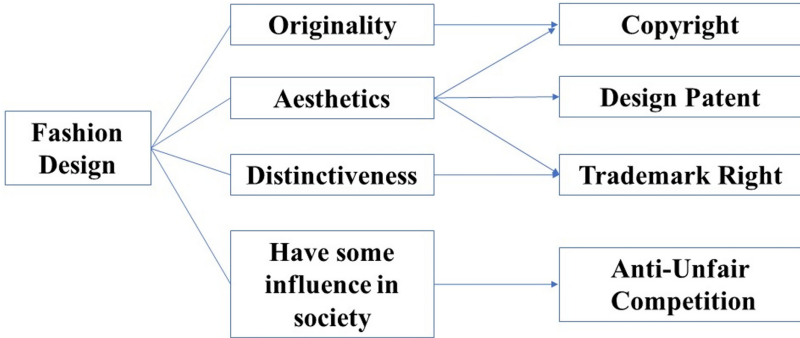 Fashion
Design
Originality
Aesthetics
Distinctiveness
Have some
influence in
society
Copyright
Design Patent
Trademark Right
Anti-Unfair
Competition